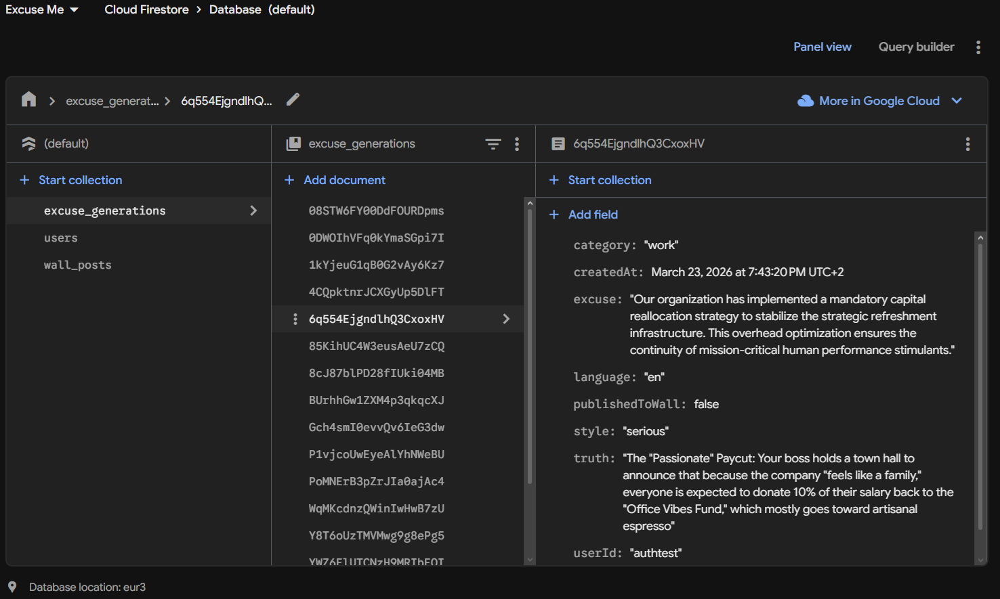 Excuse Me
Cloud Firestore > Database (default)
Panel view
Query builder
excuse_generat... > 6q554EjgndlhQ...
More in Google Cloud
(default)
excuse_generations
6q554EjgndlhQ3CxoxHV
+ Start collection
+ Add document
+ Start collection
excuse_generations
users
wall_posts
08STW6FY00DdFOURDpms
0DWOIhVFq0kYmaSGpi7I
1kYjeuG1qB0G2vAy6Kz7
4CQpktnrJCXGyUp5DlFT
6q554EjgndlhQ3CxoxHV
85KihUC4W3eusAeU7zCQ
8cJ87blPD28fIUki04MB
BUrhhGw1ZXM4p3qkqcXJ
Gch4smI0evvQv6IeG3dw
P1vjcoUwEyeAlYhNWeBU
PoMNErB3pZrJIa0ajAc4
WqMKcdnzQWinIwHwB7zU
Y8T6oUzTMVMwg9g8ePg5
+ Add field
category: "work"
createdAt: March 23, 2026 at 7:43:20 PM UTC+2
excuse: "Our organization has implemented a mandatory capital
reallocation strategy to stabilize the strategic refreshment
infrastructure. This overhead optimization ensures the
continuity of mission-critical human performance stimulants."
language: "en"
publishedToWall: false
style: "serious"
truth: "The "Passionate" Paycut: Your boss holds a town hall to
announce that because the company "feels like a family,"
everyone is expected to donate 10% of their salary back to the
"Office Vibes Fund," which mostly goes toward artisanal
espresso"
userId: "authtest"
Database location: eur3